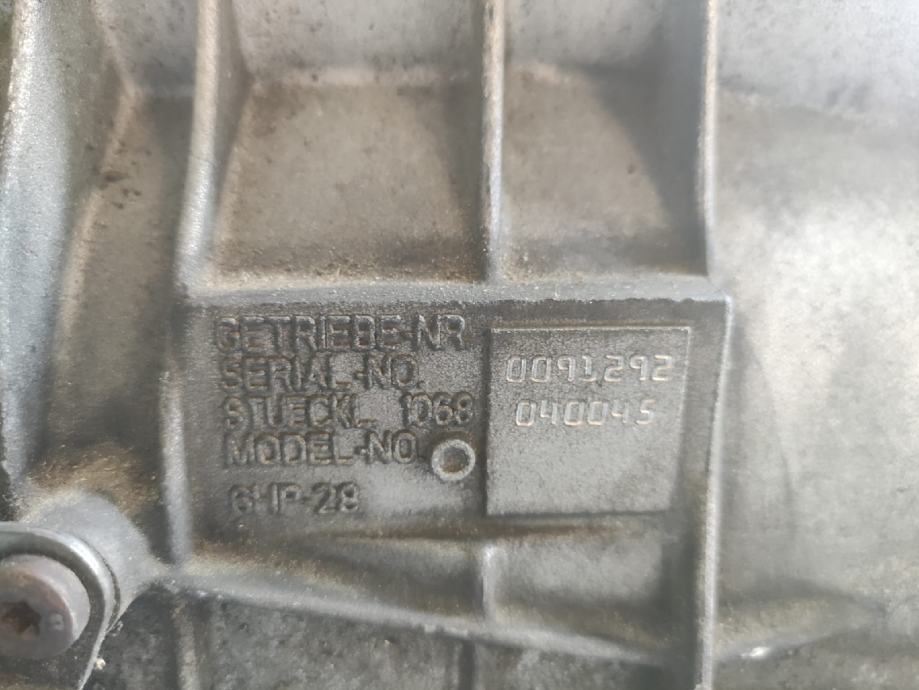 GETRIEBE-NR
SERIAL-NO. 0091292
STUECKL. 1068 040045
MODEL-NO.
6HP-28